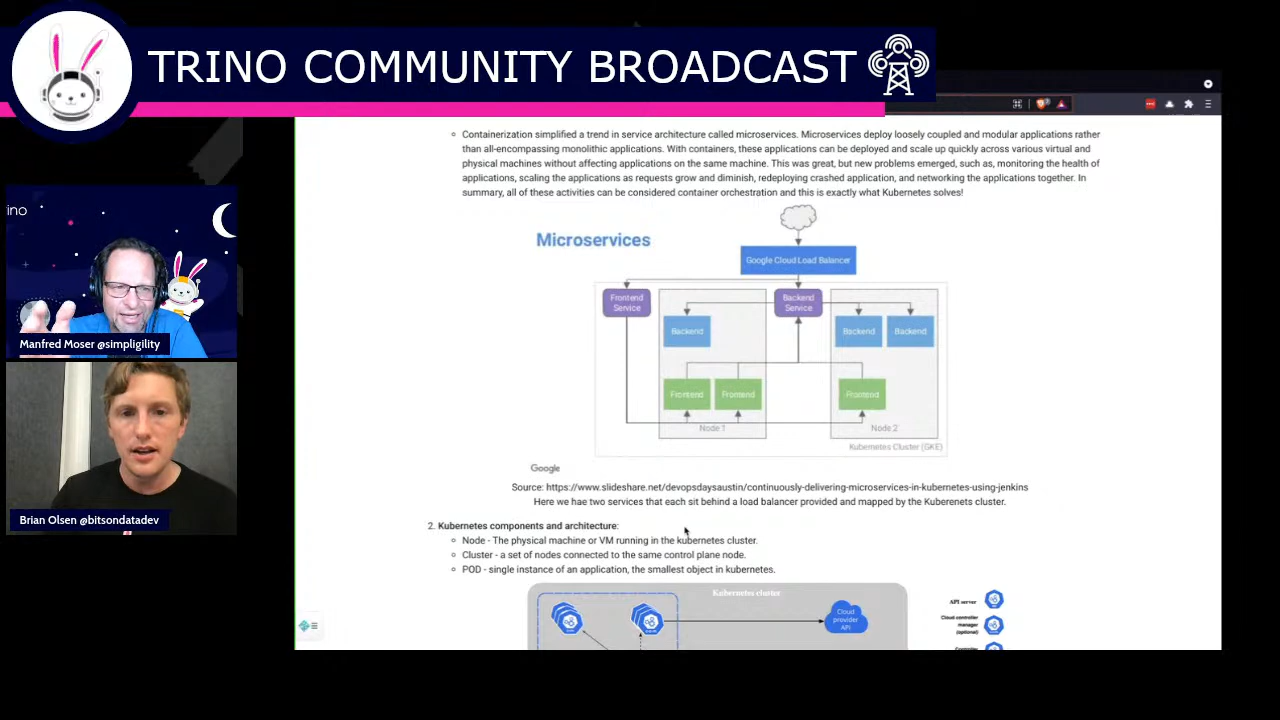 TRINO COMMUNITY BROADCAST
ino
Manfred Moser @simpligility
Brian Olsen @bitsondatadev
Containerization simplified a trend in service architecture called microservices. Microservices deploy loosely coupled and modular applications rather
than all-encompassing monolithic applications. With containers, these applications can be deployed and scale up quickly across various virtual and
physical machines without affecting applications on the same machine. This was great, but new problems emerged, such as, monitoring the health of
applications, scaling the applications as requests grow and diminish, redeploying crashed application, and networking the applications together. In
summary, all of these activities can be considered container orchestration and this is exactly what Kubernetes solves!
Microservices
Google Cloud Load Balancer
Frontend
Service
Backend
Service
Backend
Backend
Backend
Frontend
Frontend
Frontend
Node 1
Node 2
Kubernetes Cluster (GKE)
Google
Source: https://www.slideshare.net/devopsdaysaustin/continuously-delivering-microservices-in-kubernetes-using-jenkins
Here we hae two services that each sit behind a load balancer provided and mapped by the Kuberenets cluster.
2. Kubernetes components and architecture:
Node - The physical machine or VM running in the kubernetes cluster.
Cluster - a set of nodes connected to the same control plane node.
POD - single instance of an application, the smallest object in kubernetes.
Kubernetes cluster
Cloud
provider
API
API server
Cloud controller
manager
(optional)